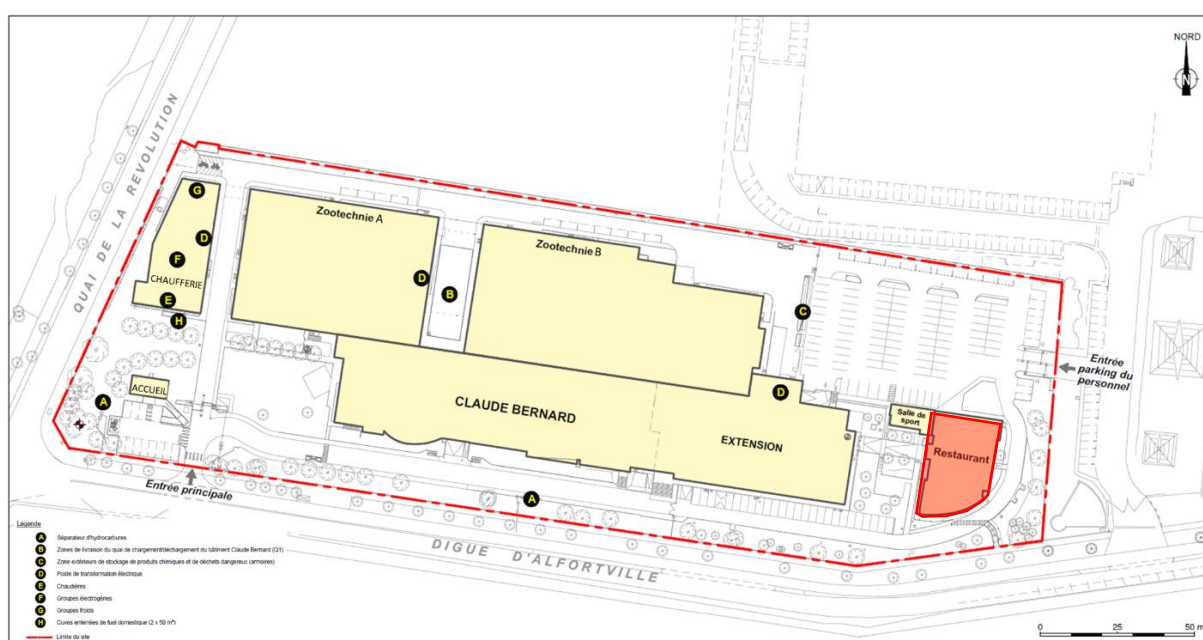 NORD
N
QUAI DE LA REVOLUTION
G
Zootechnie A
D
F
CHAUFFERIE
E
H
D
B
Zootechnie B
C
Entrée
parking du
personnel
ACCUEIL
A
CLAUDE BERNARD
D
EXTENSION
Salle de
sport
Restaurant
Entrée principale
A
DIGUE D'ALFORTVILLE
Légende
A Séparateur d'hydrocarbures
B Zones de livraison du quai de chargement/déchargement du bâtiment Claude Bernard (Q1)
C Zone extérieure de stockage de produits chimiques et de déchets dangereux (armoires)
D Poste de transformation électrique
E Chaudières
F Groupes électrogènes
G Groupes froids
H Cuves enterrées de fuel domestique (2 x 50 m³)
Limite du site
0 25 50 m